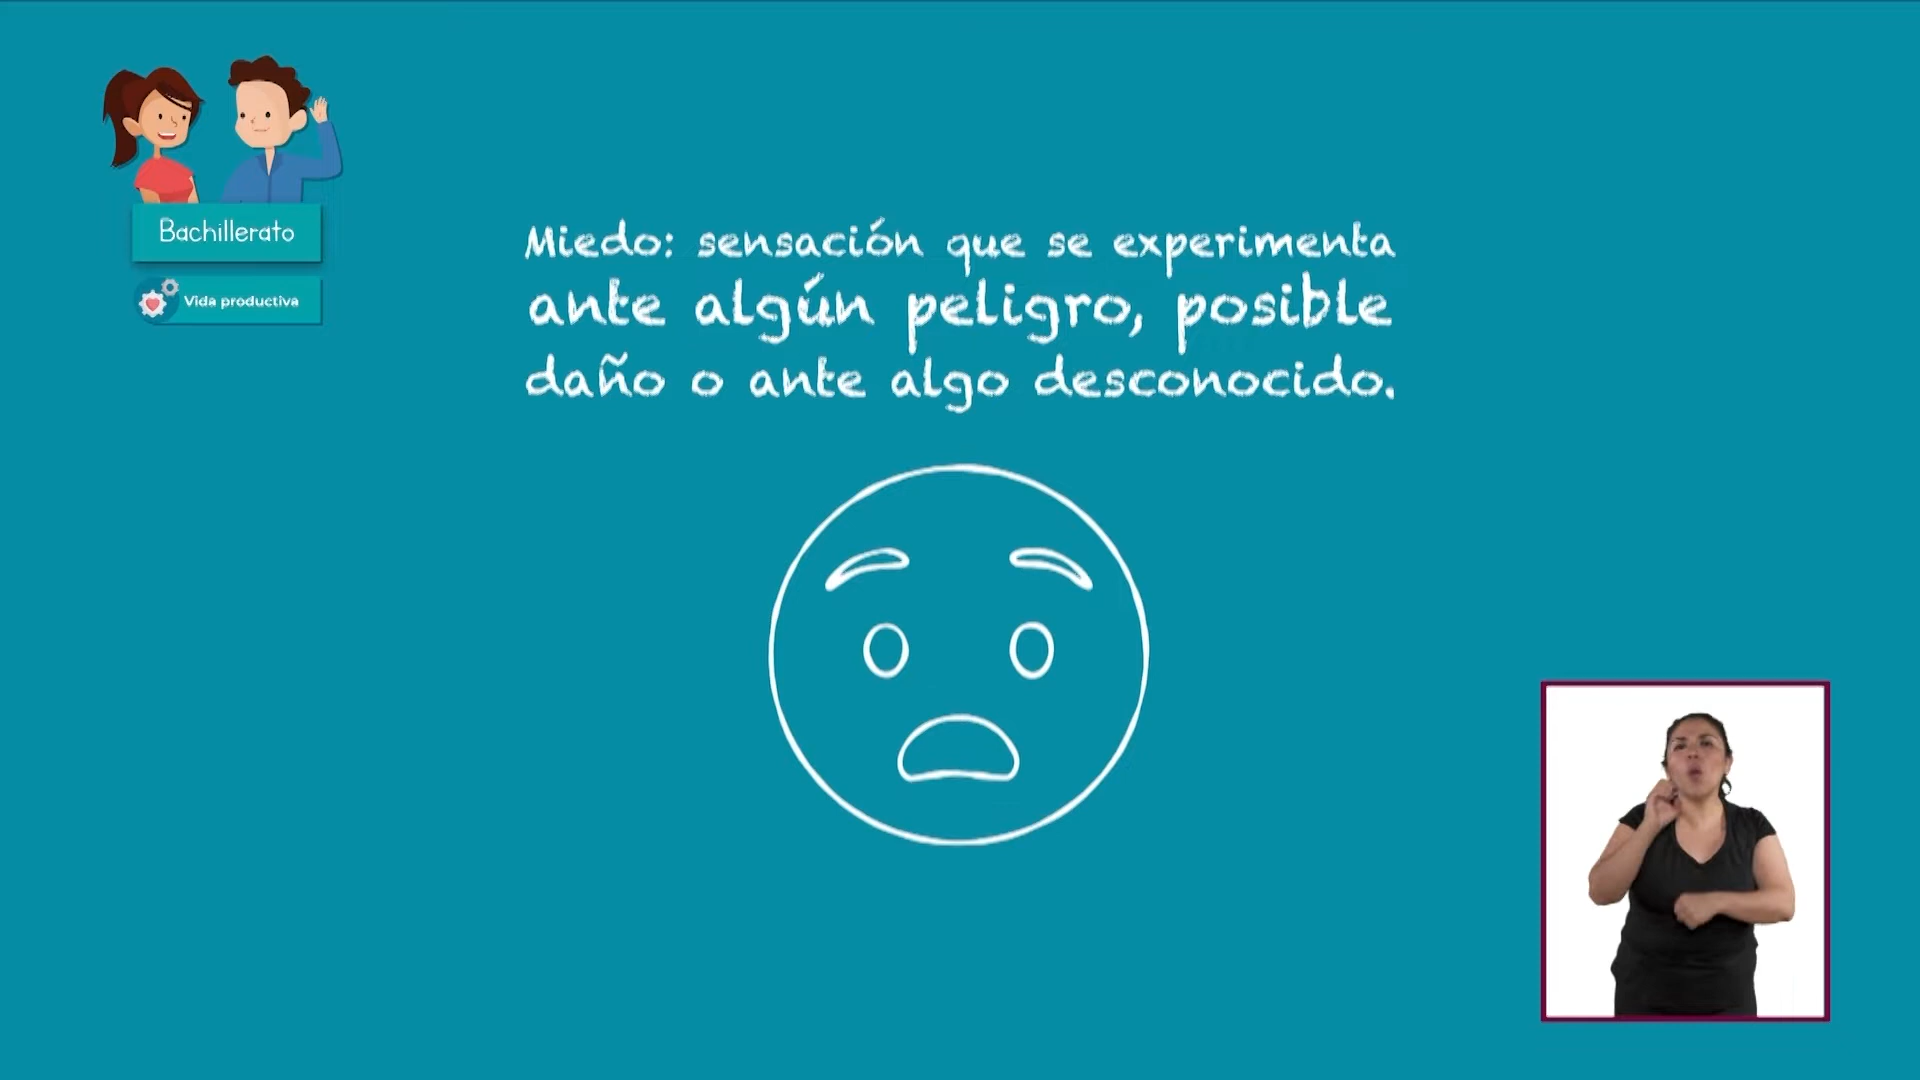 Bachillerato
Vida productiva
Miedo: sensación que se experimenta
ante algún peligro, posible
daño o ante algo desconocido.